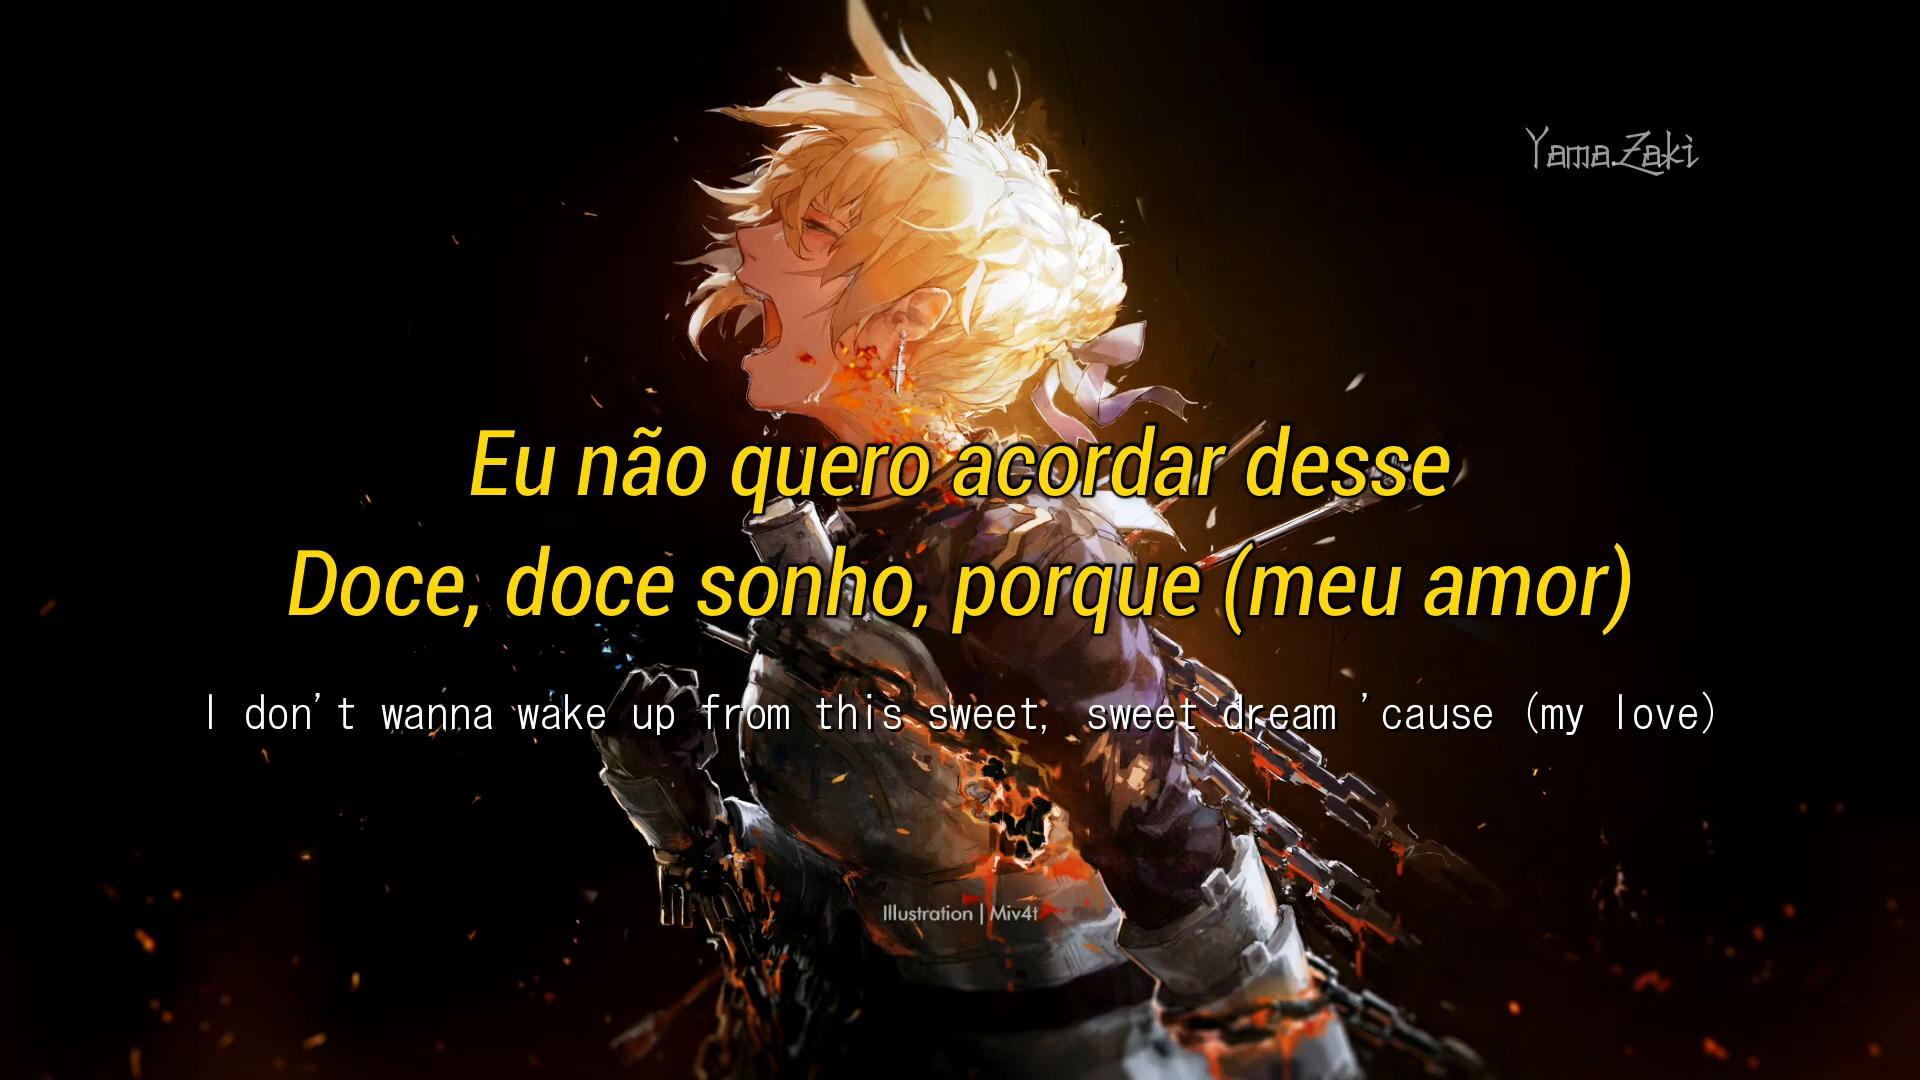 Yama.Zaki
Eu não quero acordar desse
Doce, doce sonho, porque (meu amor)
I don't wanna wake up from this sweet, sweet dream 'cause (my love)
Illustration | Miv4t